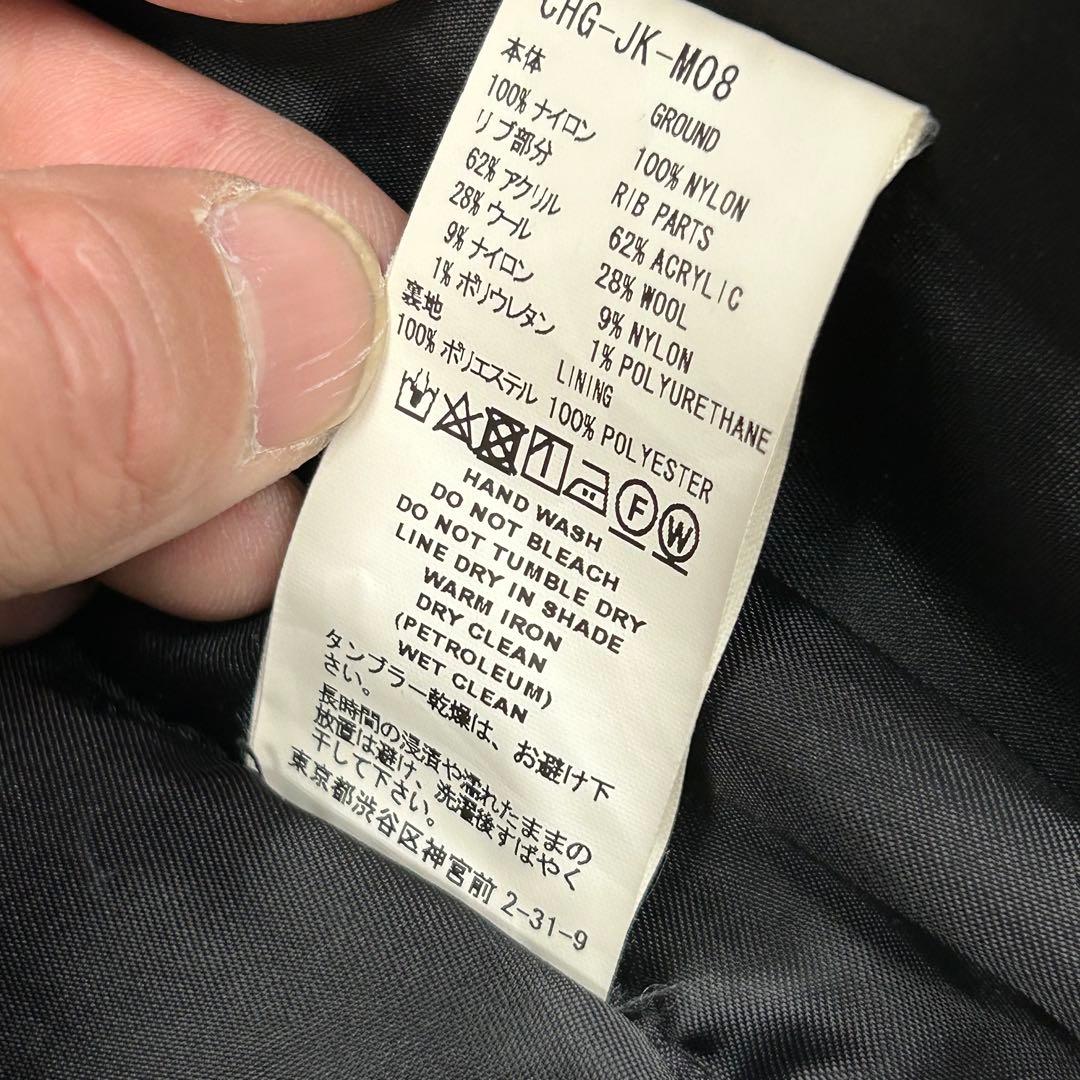 CHG-JK-M08
本体 GROUND
100% ナイロン 100% NYLON
リブ部分 RIB PARTS
62% アクリル 62% ACRYLIC
28% ウール 28% WOOL
9% ナイロン 9% NYLON
1% ポリウレタン 1% POLYURETHANE
裏地 LINING
100% ポリエステル 100% POLYESTER
F W
HAND WASH
DO NOT BLEACH
DO NOT TUMBLE DRY
LINE DRY IN SHADE
WARM IRON
DRY CLEAN
(PETROLEUM)
WET CLEAN
タンブラー乾燥は、お避け下
さい。
長時間の浸漬や濡れたままの
放置は避け、洗濯後すばやく
干して下さい。
東京都渋谷区神宮前 2-31-9